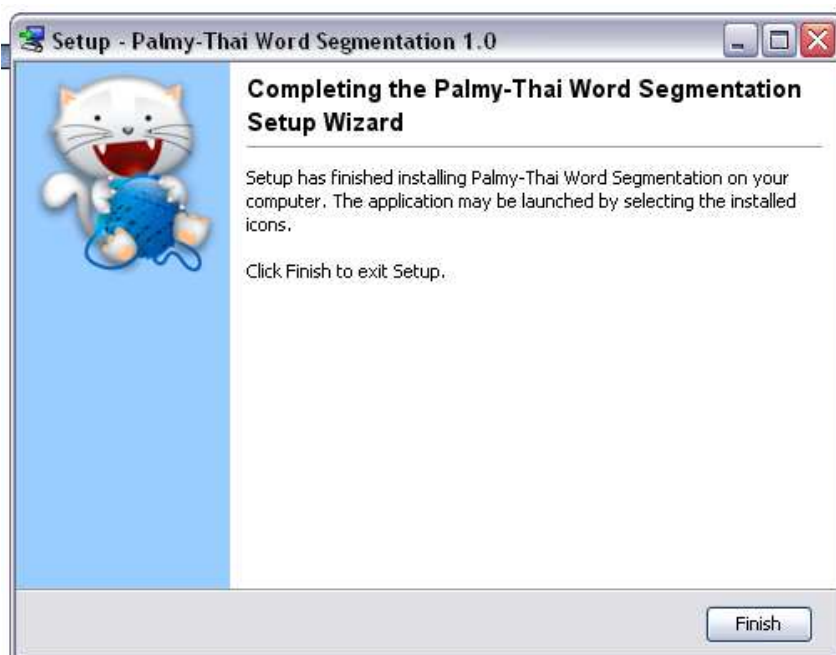 Setup - Palmy-Thai Word Segmentation 1.0
Completing the Palmy-Thai Word Segmentation
Setup Wizard
Setup has finished installing Palmy-Thai Word Segmentation on your
computer. The application may be launched by selecting the installed
icons.
Click Finish to exit Setup.
Finish